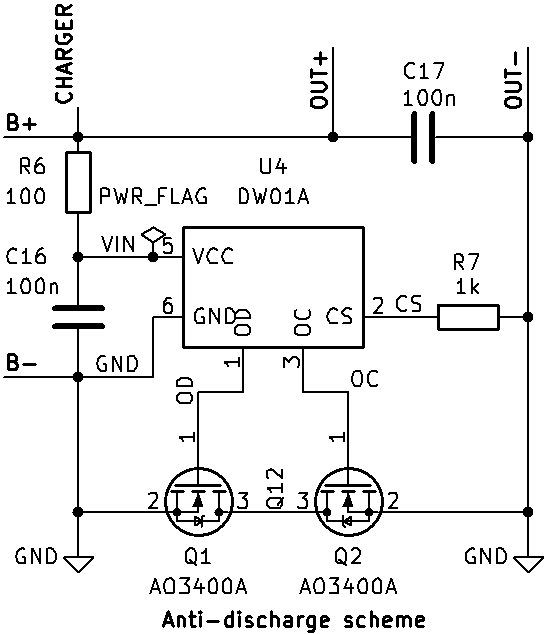 CHARGER
OUT+
OUT-
C17
100n
B+
R6
100
U4
DW01A
PWR_FLAG
VIN
5
VCC
C16
100n
R7
1k
6
GND
OD
OC
CS
2
CS
B-
GND
1
3
OD
OC
1
1
2
3
Q12
3
2
GND
Q1
Q2
GND
AO3400A
AO3400A
Anti-discharge scheme